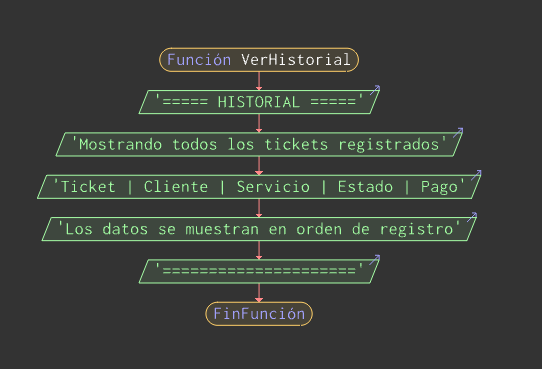 Función VerHistorial
'===== HISTORIAL ====='
'Mostrando todos los tickets registrados'
'Ticket | Cliente | Servicio | Estado | Pago'
'Los datos se muestran en orden de registro'
'====================='
FinFunción